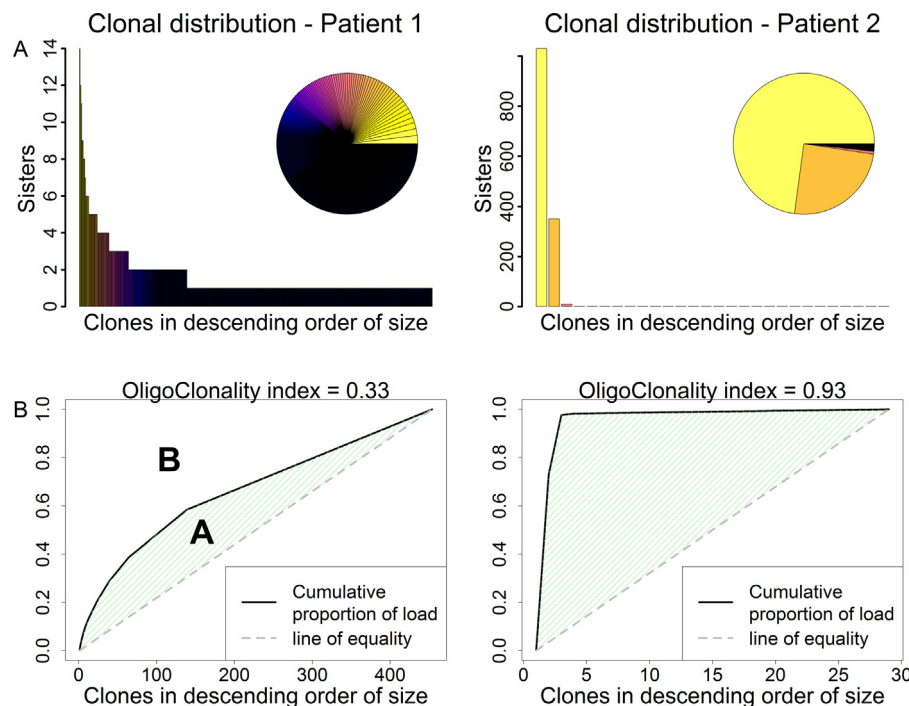 Clonal distribution - Patient 1
Clonal distribution - Patient 2
A
Sisters
0 2 4 6 8 10 12 14
Clones in descending order of size
Sisters
0 200 400 600 800
Clones in descending order of size
B
OligoClonality index = 0.33
0.0 0.2 0.4 0.6 0.8 1.0
B
A
Cumulative
proportion of load
line of equality
0 100 200 300 400
Clones in descending order of size
OligoClonality index = 0.93
0.0 0.2 0.4 0.6 0.8 1.0
Cumulative
proportion of load
line of equality
0 5 10 15 20 25 30
Clones in descending order of size